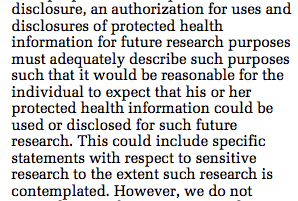 disclosure, an authorization for uses and
disclosures of protected health
information for future research purposes
must adequately describe such purposes
such that it would be reasonable for the
individual to expect that his or her
protected health information could be
used or disclosed for such future
research. This could include specific
statements with respect to sensitive
research to the extent such research is
contemplated. However, we do not